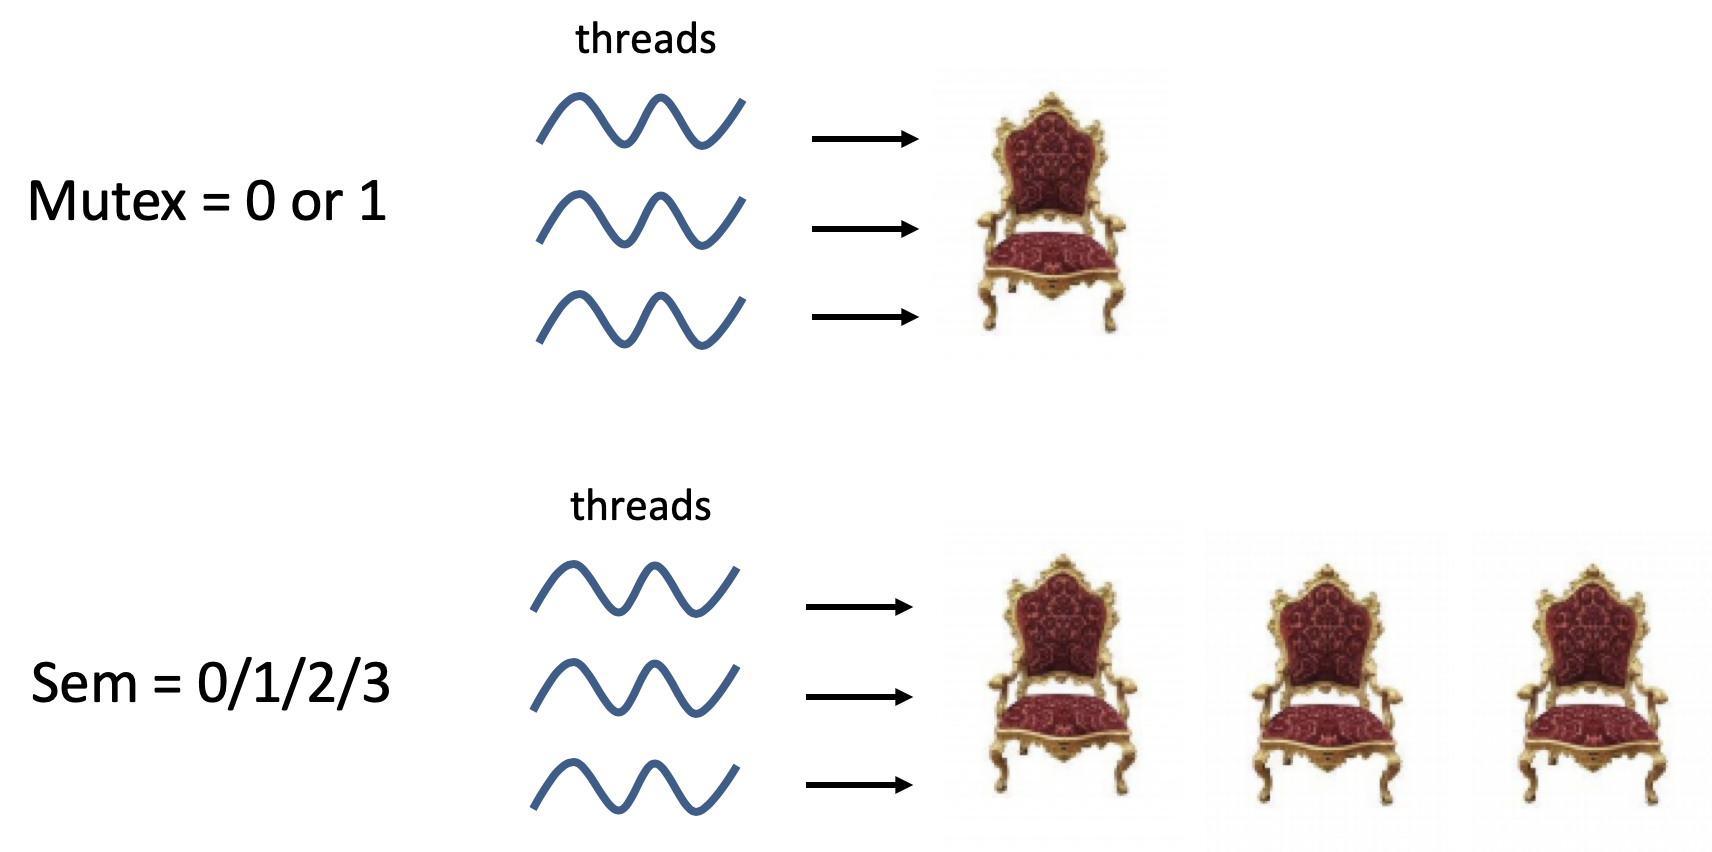 threads
Mutex = 0 or 1
threads
Sem = 0/1/2/3